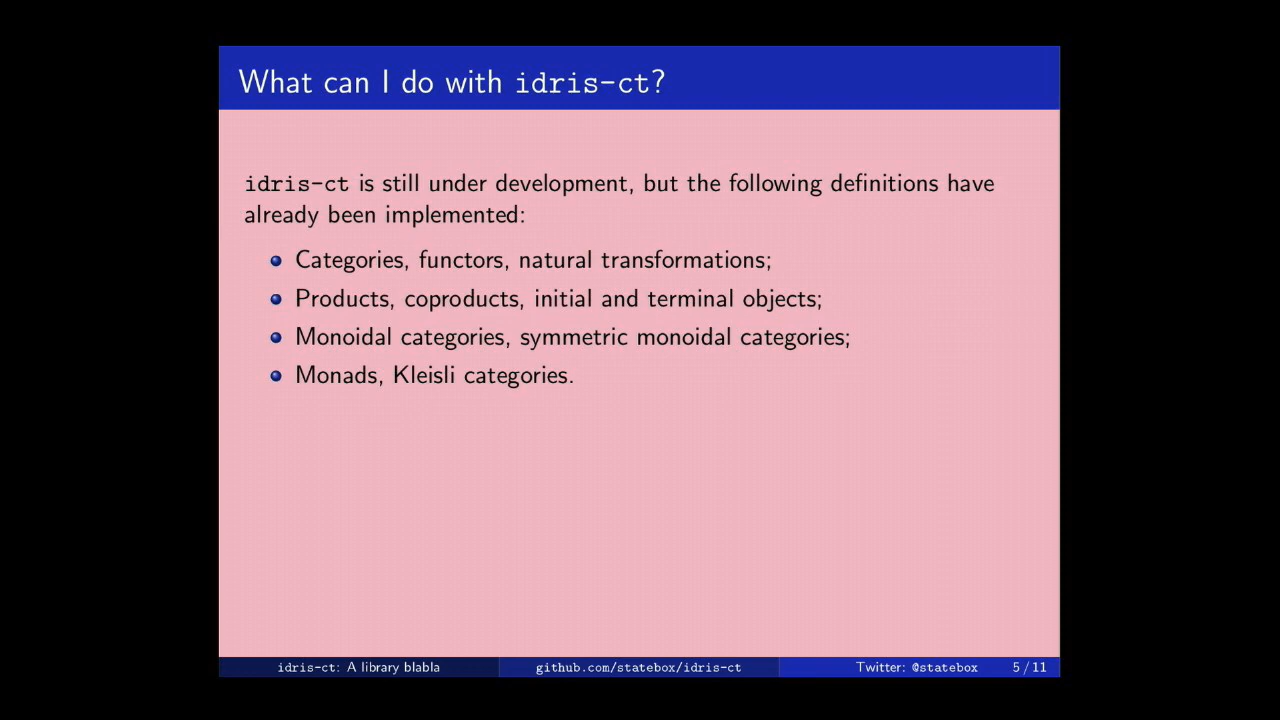 What can I do with idris-ct?
idris-ct is still under development, but the following definitions have
already been implemented:
Categories, functors, natural transformations;
Products, coproducts, initial and terminal objects;
Monoidal categories, symmetric monoidal categories;
Monads, Kleisli categories.
idris-ct: A library blabla github.com/statebox/idris-ct Twitter: @statebox 5 / 11